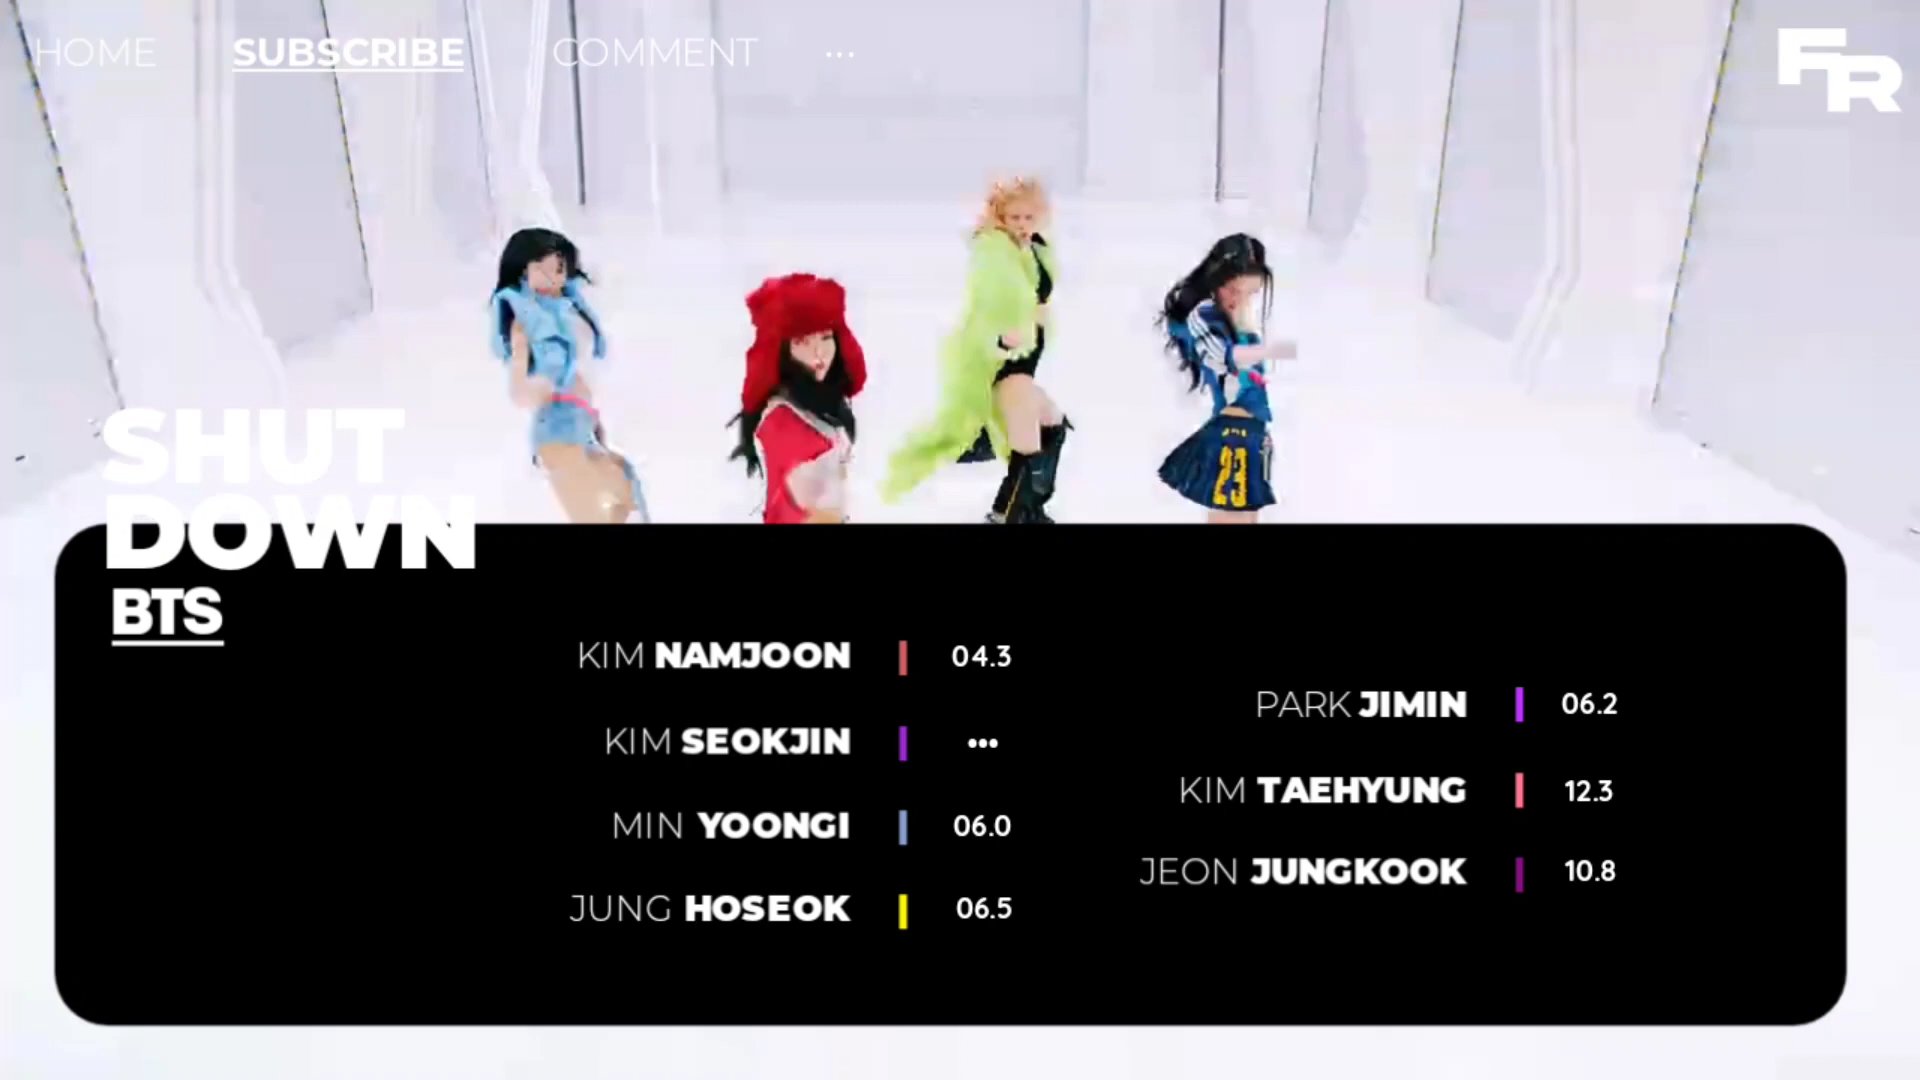 HOME SUBSCRIBE COMMENT ...
FR
SHUT
DOWN
BTS
KIM NAMJOON 04.3
KIM SEOKJIN •••
MIN YOONGI 06.0
JUNG HOSEOK 06.5
PARK JIMIN 06.2
KIM TAEHYUNG 12.3
JEON JUNGKOOK 10.8
23